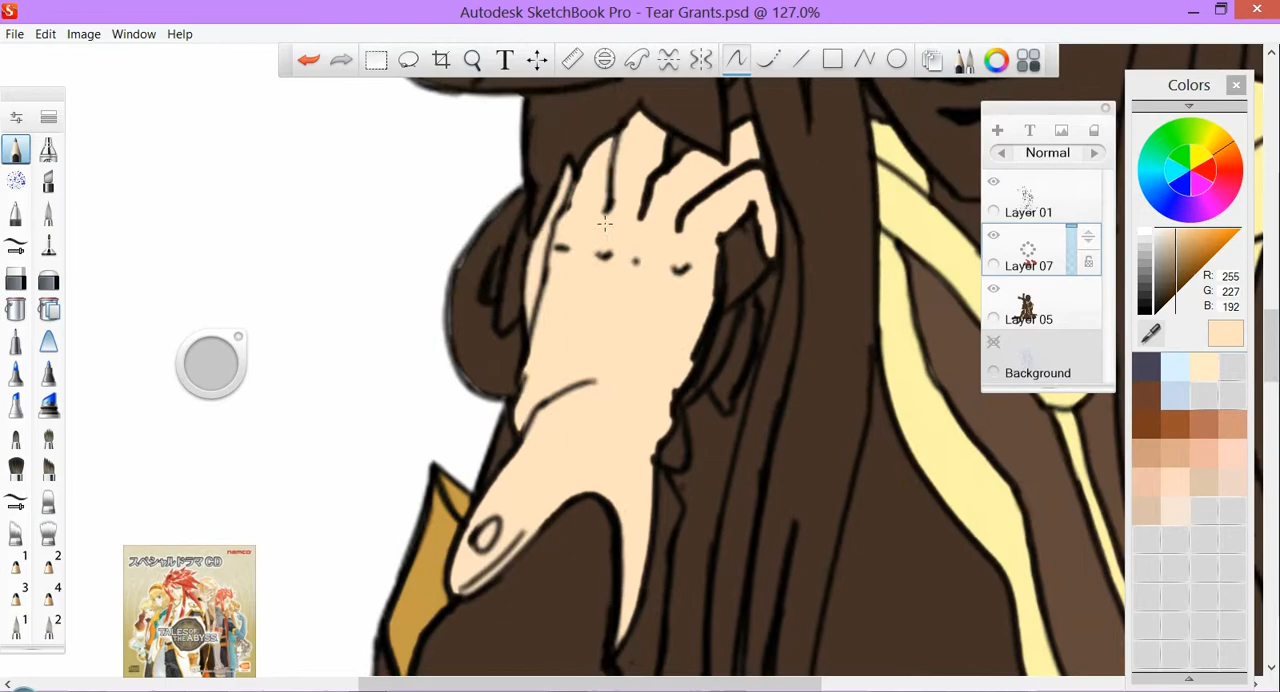 Autodesk SketchBook Pro - Tear Grants.psd @ 127.0%
File Edit Image Window Help
Colors
T
Normal
Layer 01
Layer 07
Layer 05
Background
R: 255
G: 227
B: 192
1 2
3 4
1 2
namco
スペシャルドラマCD
TALES OF THE ABYSS